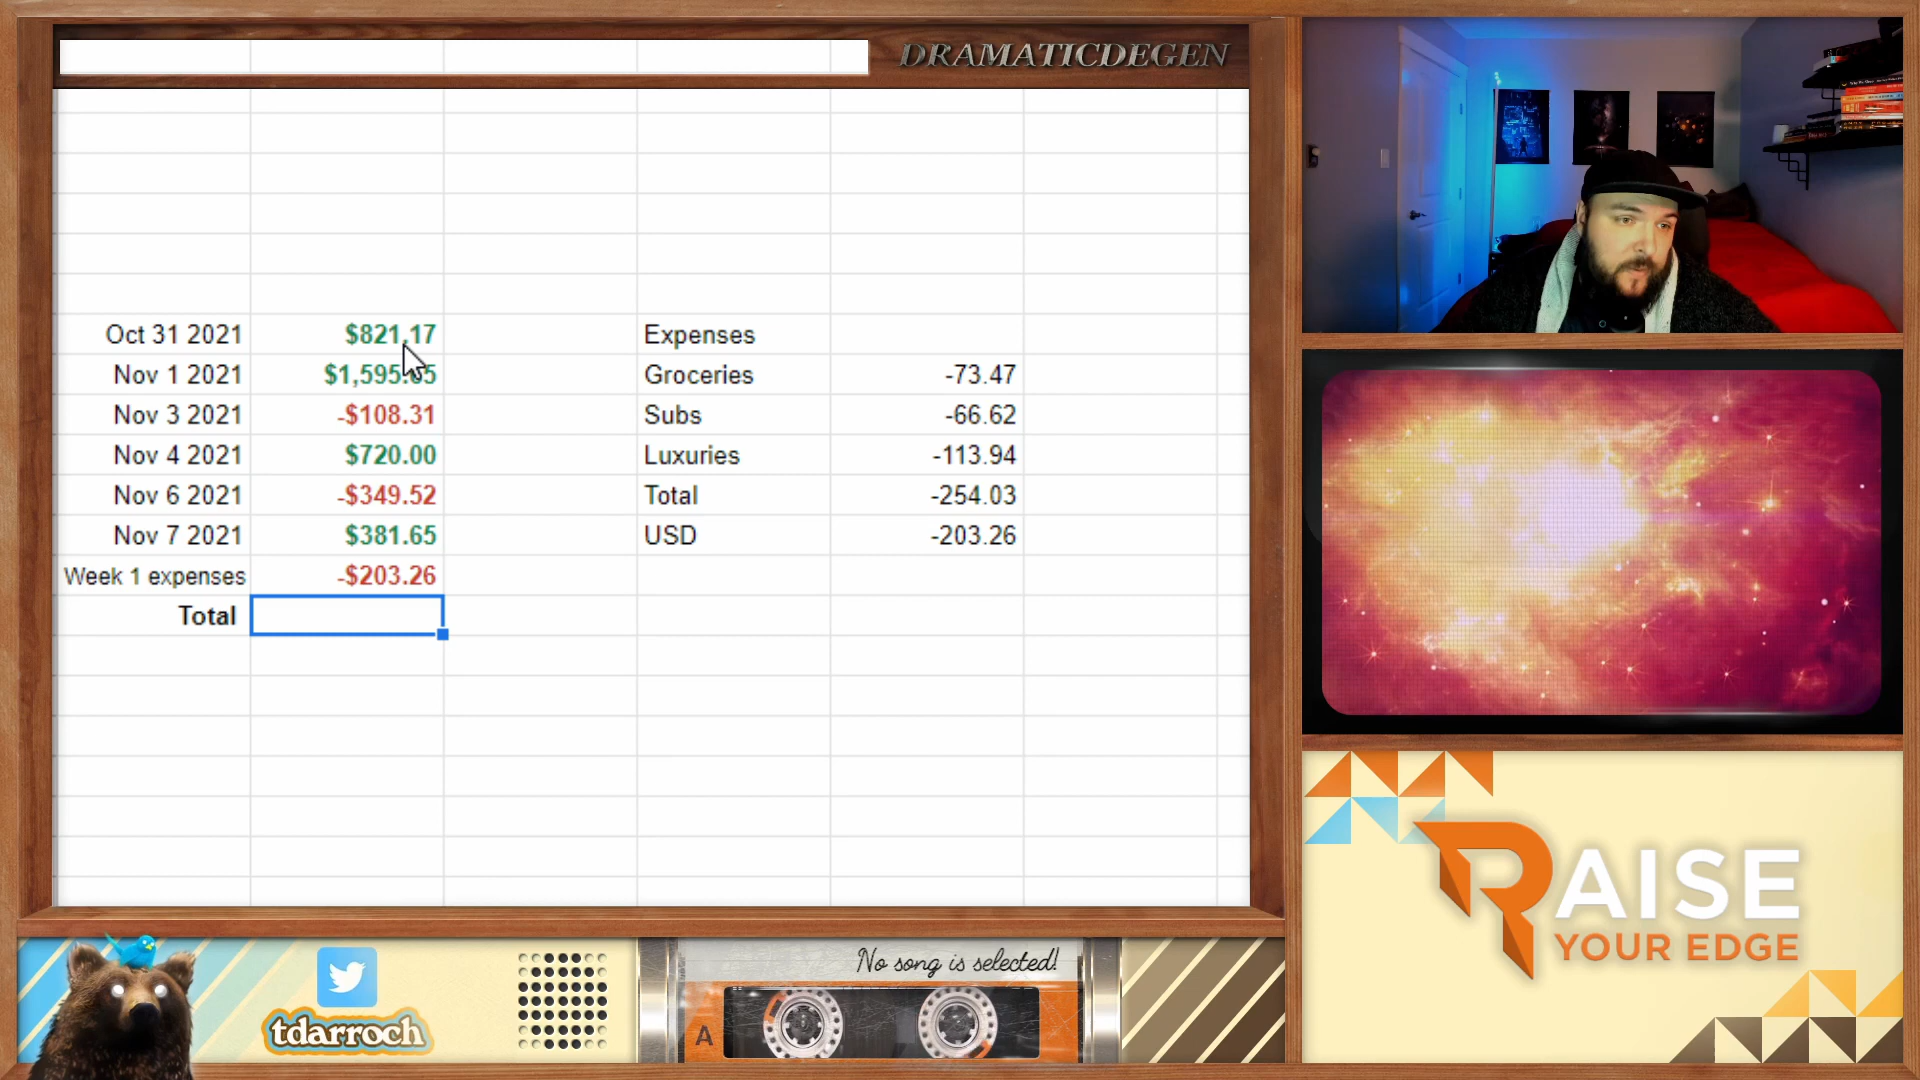 DRAMATICDEGEN
Oct 31 2021 $821.17 Expenses
Nov 1 2021 Groceries -73.47
Nov 3 2021 -$108.31 Subs -66.62
Nov 4 2021 $720.00 Luxuries -113.94
Nov 6 2021 -$349.52 Total -254.03
Nov 7 2021 $381.65 USD -203.26
Week 1 expenses -$203.26
Total
No song is selected!
tdarroch
A
RAISE
YOUR EDGE